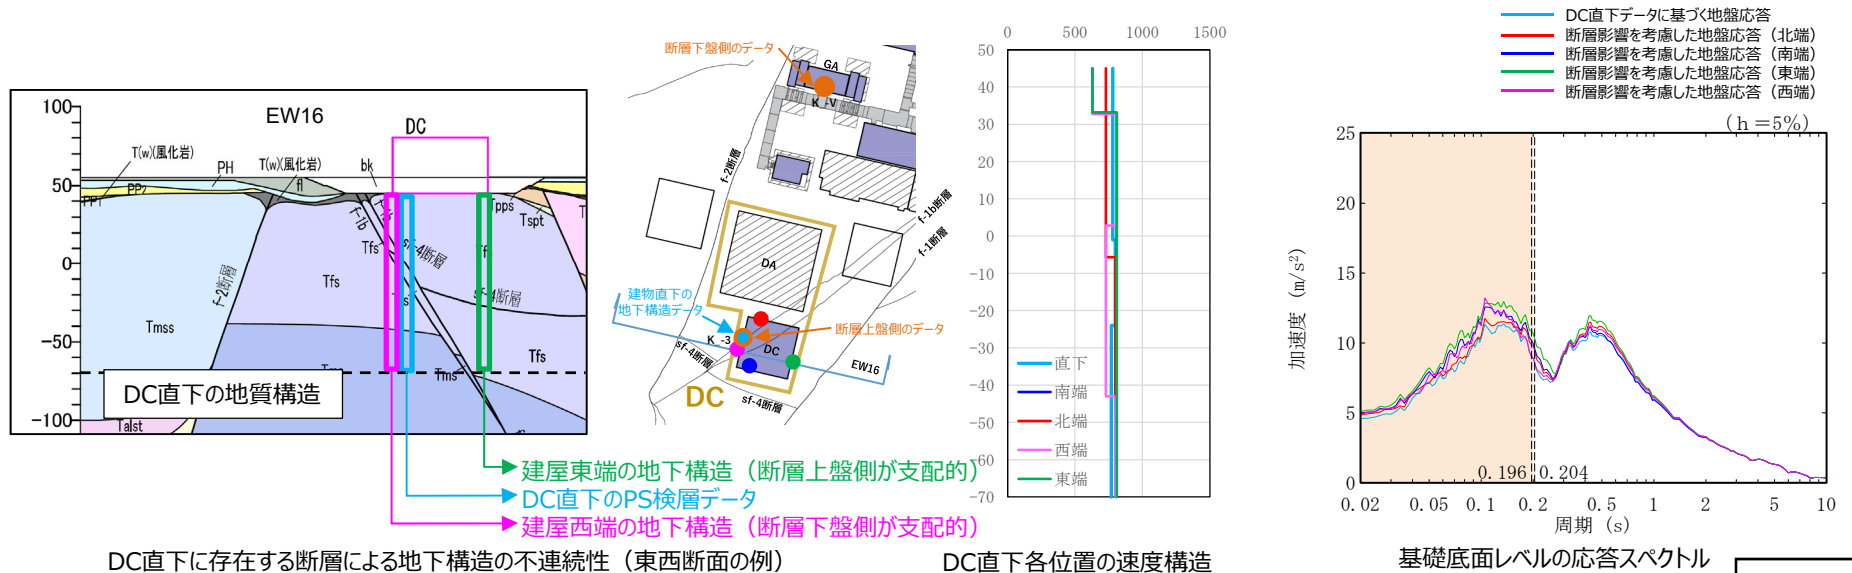 EW16
DC
100
50
0
−50
−100
T(w)(風化岩)
PH
T(w)(風化岩)
fl
bk
PP2
PP1
f-1b
Tpps
Tspt
T
Tfs
sf-4断層
Tfs
f-2断層
Tfs
sf-4断層
Tmss
Tfs
Tms
Talst
DC直下の地質構造
建屋東端の地下構造（断層上盤側が支配的）
DC直下のPS検層データ
建屋西端の地下構造（断層下盤側が支配的）
DC直下に存在する断層による地下構造の不連続性（東西断面の例）
断層下盤側のデータ
GA
K -V
f-2断層
f-1b断層
f-1断層
DA
建物直下の
地下構造データ
断層上盤側のデータ
K -3
DC
sf-4断層
EW16
DC
sf-4断層
0 500 1000 1500
50
40
30
20
10
0
-10
-20
-30
-40
-50
-60
-70
直下
南端
北端
西端
東端
DC直下各位置の速度構造
DC直下データに基づく地盤応答
断層影響を考慮した地盤応答（北端）
断層影響を考慮した地盤応答（南端）
断層影響を考慮した地盤応答（東端）
断層影響を考慮した地盤応答（西端）
(h＝5%)
25
20
15
10
5
0
加速度 (m/s²)
0.196 0.204
0.02 0.05 0.1 0.2 0.5 1 2 5 10
周期 (s)
基礎底面レベルの応答スペクトル